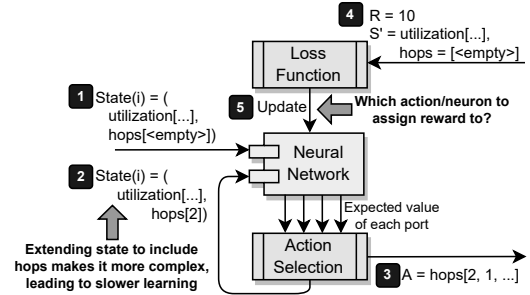 4 R = 10
S' = utilization[...],
hops = [<empty>]
Loss
Function
1 State(i) = (
utilization[...],
hops[<empty>])
5 Update
Which action/neuron to
assign reward to?
Neural
Network
2 State(i) = (
utilization[...],
hops[2])
Expected value
of each port
Extending state to include
hops makes it more complex,
leading to slower learning
Action
Selection
3 A = hops[2, 1, ...]